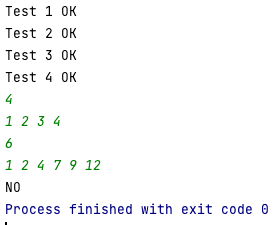 Test 1 OK
Test 2 OK
Test 3 OK
Test 4 OK
4
1 2 3 4
6
1 2 4 7 9 12
NO
Process finished with exit code 0